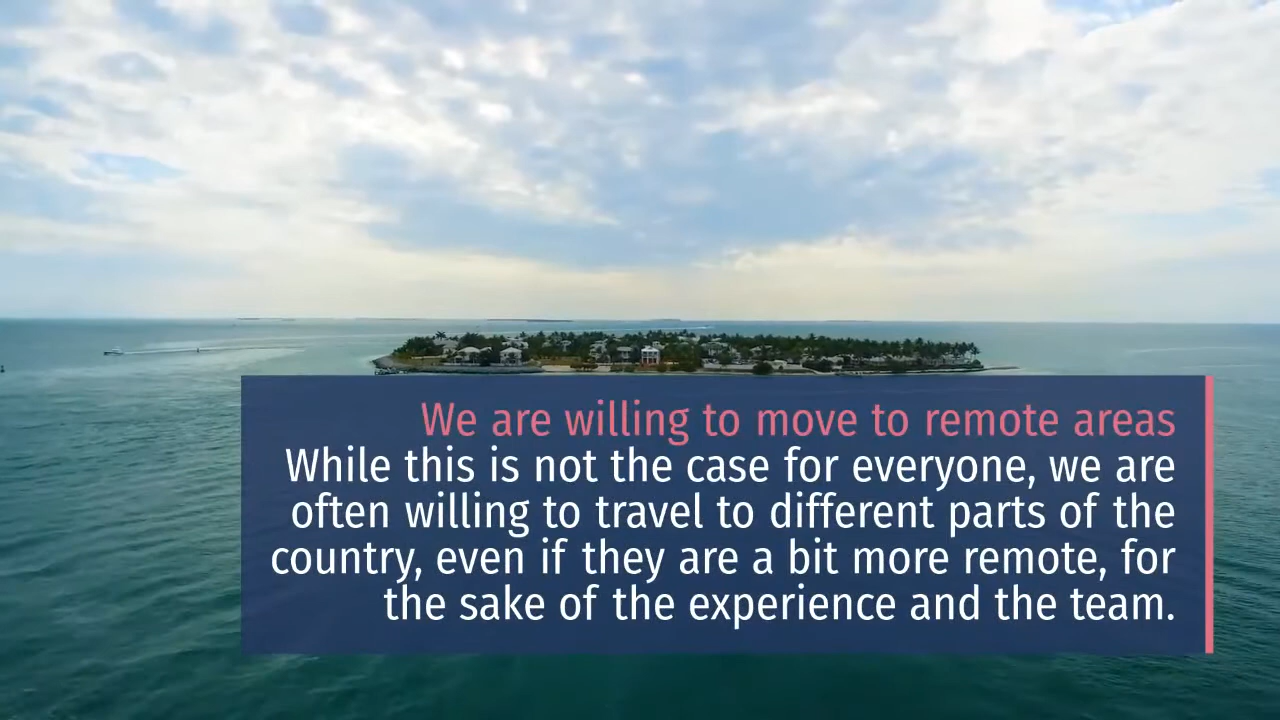 We are willing to move to remote areas
While this is not the case for everyone, we are
often willing to travel to different parts of the
country, even if they are a bit more remote, for
the sake of the experience and the team.